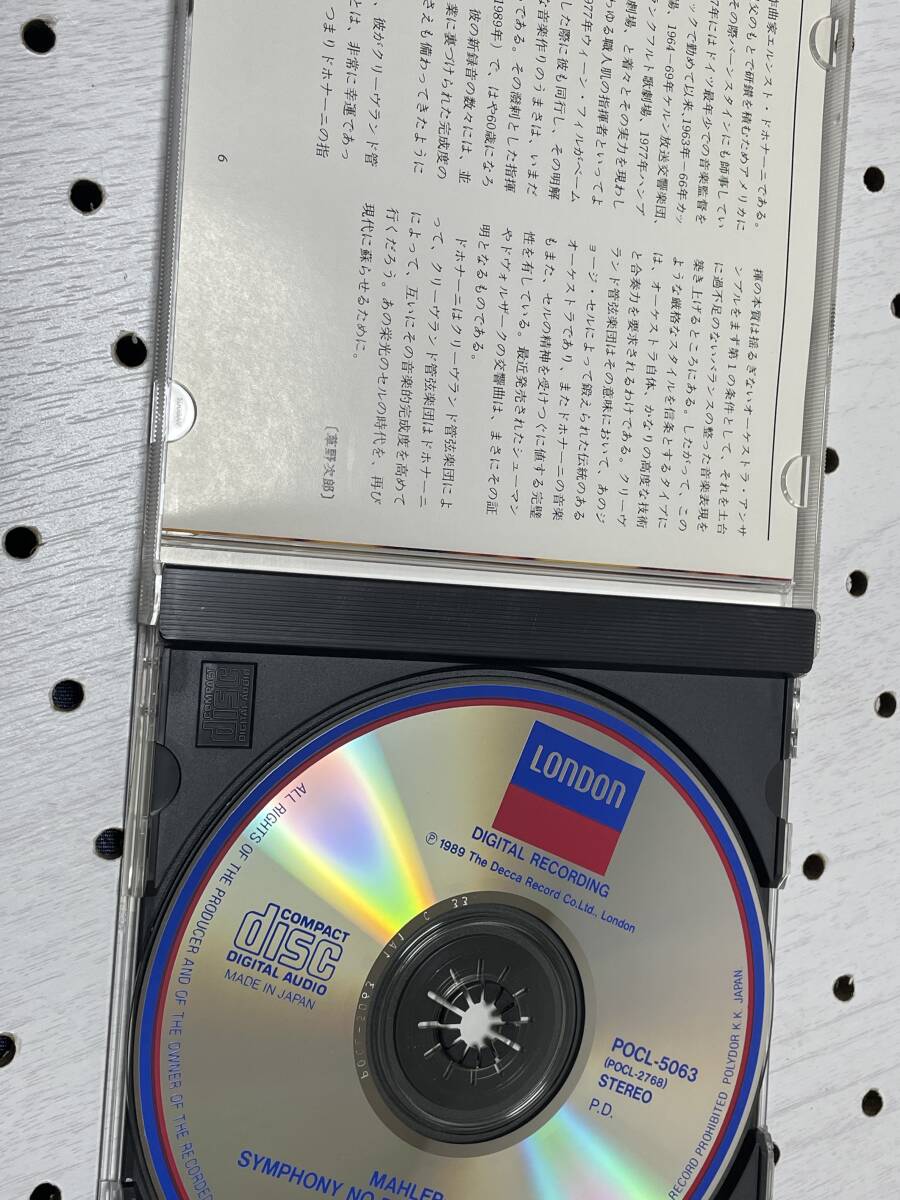 作曲家エルンスト・ドホナーニである。
父のもとで研鑽を積むためアメリカに
その際バーンスタインにも師事してい
7年にはドイツ最年少での音楽監督を
ックで勤めて以来、1963年−66年カッ
場、1964−69年ケルン放送交響楽団、
ランクフルト歌劇場、1977年ハンブ
劇場、と着々とその実力を現わし
ゆる職人肌の指揮者といってよ
977年ウィーン・フィルがベーム
した際に彼も同行し、その明解
な音楽作りのうまさは、いまだ
である。その溌剌とした指揮
1989年）で、はや60歳になろ
彼の新録音の数々には、並
業に裏づけられた完成度の
さえも備わってきたように
、彼がクリーヴランド管
とは、非常に幸運であっ
つまりドホナーニの指
揮の本質は揺るぎないオーケストラ・アンサ
ンブルをまず第1の条件として、それを土台
に過不足のないバランスの整った音楽表現を
築き上げるところにある。したがって、この
ような厳格なスタイルを信条とするタイプに
は、オーケストラ自体、かなりの高度な技術
と合奏力を要求されるわけである。クリーヴ
ランド管弦楽団はその意味において、あのジ
ョージ・セルによって鍛えられた伝統のある
オーケストラであり、またドホナーニの音楽
もまた、セルの精神を受けつぐに値する完璧
性を有している。最近発売されたシューマン
やドヴォルザークの交響曲は、まさにその証
明となるものである。
ドホナーニはクリーヴランド管弦楽団によ
って、クリーヴランド管弦楽団はドホナーニ
によって、互いにその音楽的完成度を高めて
行くだろう。あの栄光のセルの時代を、再び
現代に蘇らせるために。
［草野次郎］
6
COMPACT
disc
DIGITAL AUDIO
LONDON
DIGITAL RECORDING
Ⓟ 1989 The Decca Record Co. Ltd., London
COMPACT
disc
DIGITAL AUDIO
MADE IN JAPAN
POCL-5063
(POCL-2768)
STEREO
P.D.
MAHLER
SYMPHONY NO.
ALL RIGHTS OF THE PRODUCER AND OF THE OWNER OF THE RECORDED
RECORD PROHIBITED POLYDOR K.K. JAPAN